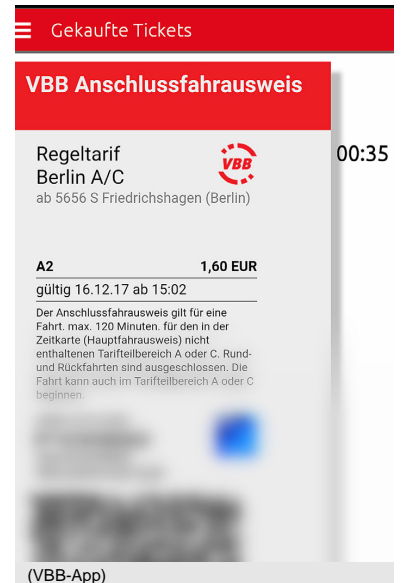 Gekaufte Tickets
VBB Anschlussfahrausweis
Regeltarif
Berlin A/C
VBB
00:35
ab 5656 S Friedrichshagen (Berlin)
A2 1,60 EUR
gültig 16.12.17 ab 15:02
Der Anschlussfahrausweis gilt für eine
Fahrt. max. 120 Minuten. für den in der
Zeitkarte (Hauptfahrausweis) nicht
enthaltenen Tarifteilbereich A oder C. Rund-
und Rückfahrten sind ausgeschlossen. Die
Fahrt kann auch im Tarifteilbereich A oder C
beginnen.
(VBB-App)